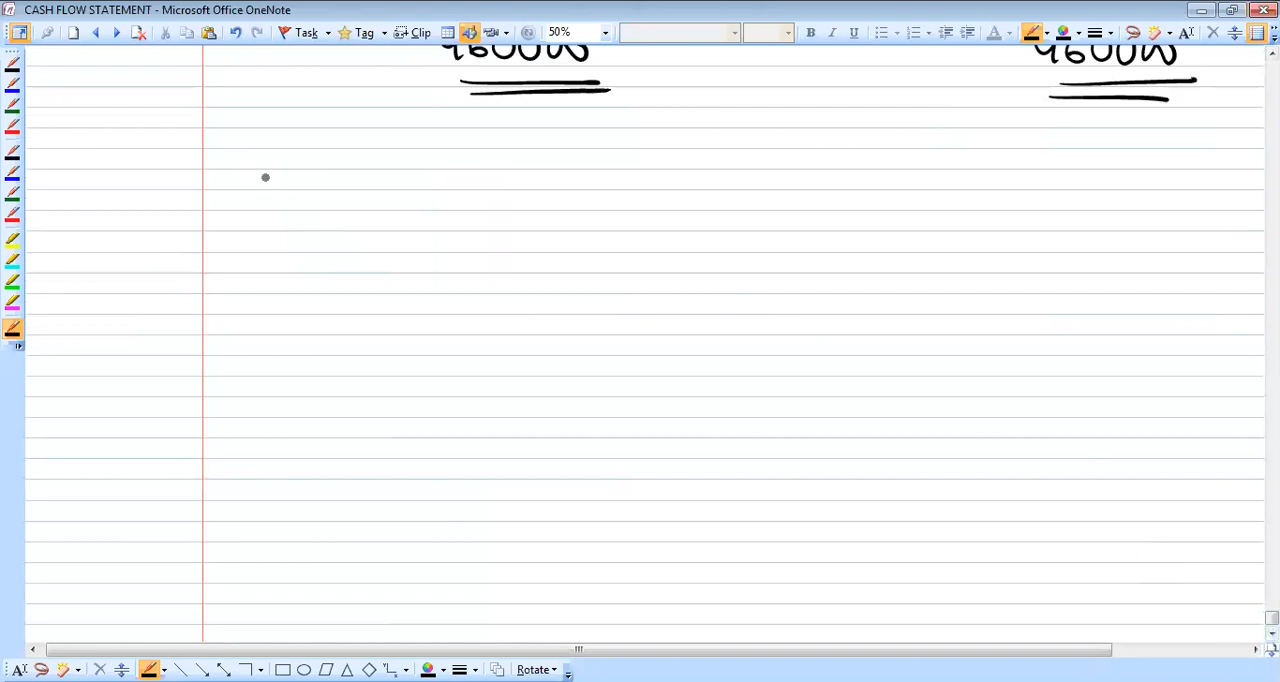 CASH FLOW STATEMENT - Microsoft Office OneNote
Task Tag Clip 50% B I U A
A
Rotate